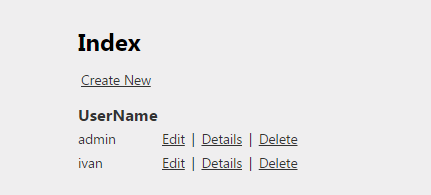 Index
Create New
UserName
admin Edit | Details | Delete
ivan Edit | Details | Delete